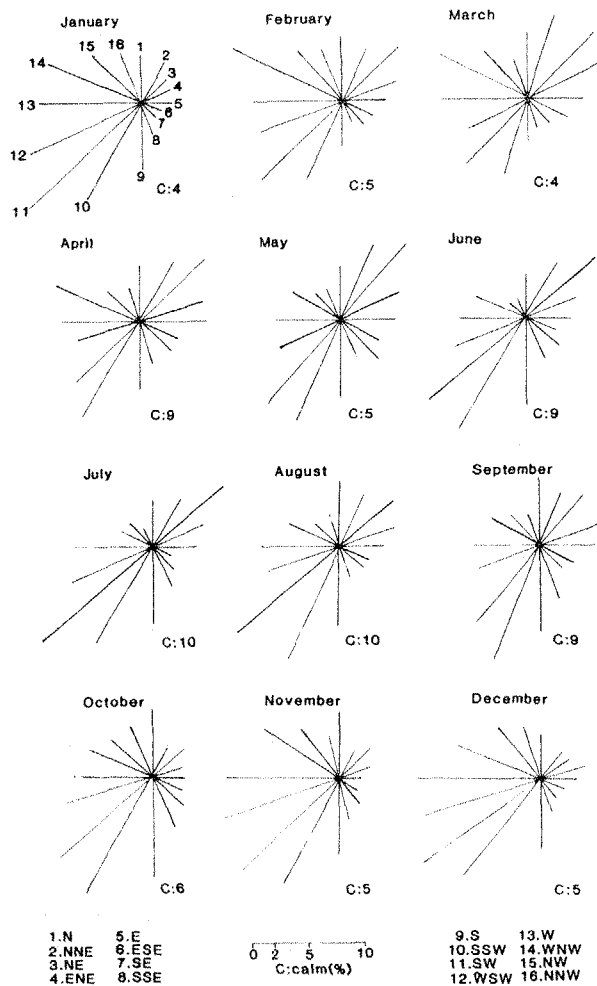 January February March
16 1
15 2
14 3
4
13 5
6
7
12 8
9
11 10
C:4 C:5 C:4
April May June
C:9 C:5 C:9
July August September
C:10 C:10 C:9
October November December
C:6 C:5 C:5
1.N 5.E 9.S 13.W
2.NNE 6.ESE 0 2 5 10 10.SSW 14.WNW
3.NE 7.SE C:calm(%) 11.SW 15.NW
4.ENE 8.SSE 12.WSW 16.NNW